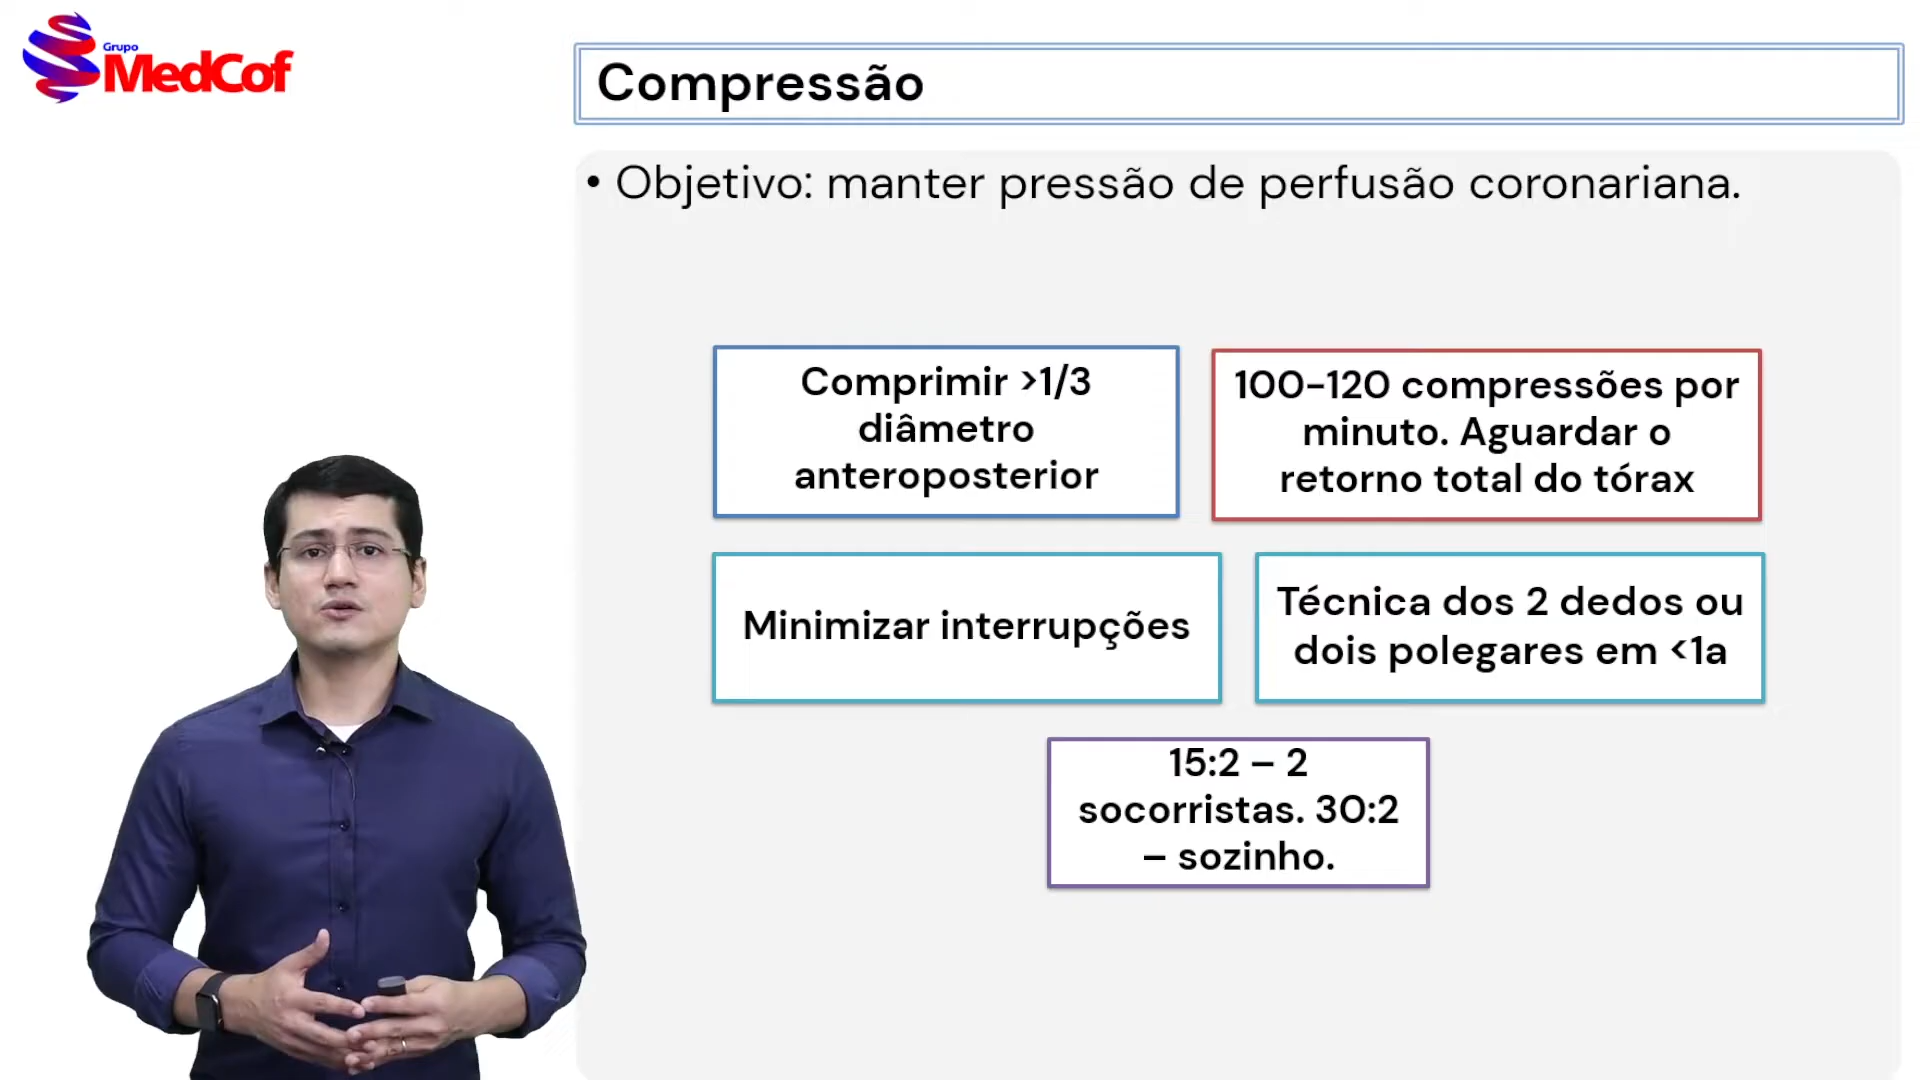 Grupo
MedCof
Compressão
• Objetivo: manter pressão de perfusão coronariana.
Comprimir >1/3
diâmetro
anteroposterior
100-120 compressões por
minuto. Aguardar o
retorno total do tórax
Minimizar interrupções
Técnica dos 2 dedos ou
dois polegares em <1a
15:2 – 2
socorristas. 30:2
– sozinho.